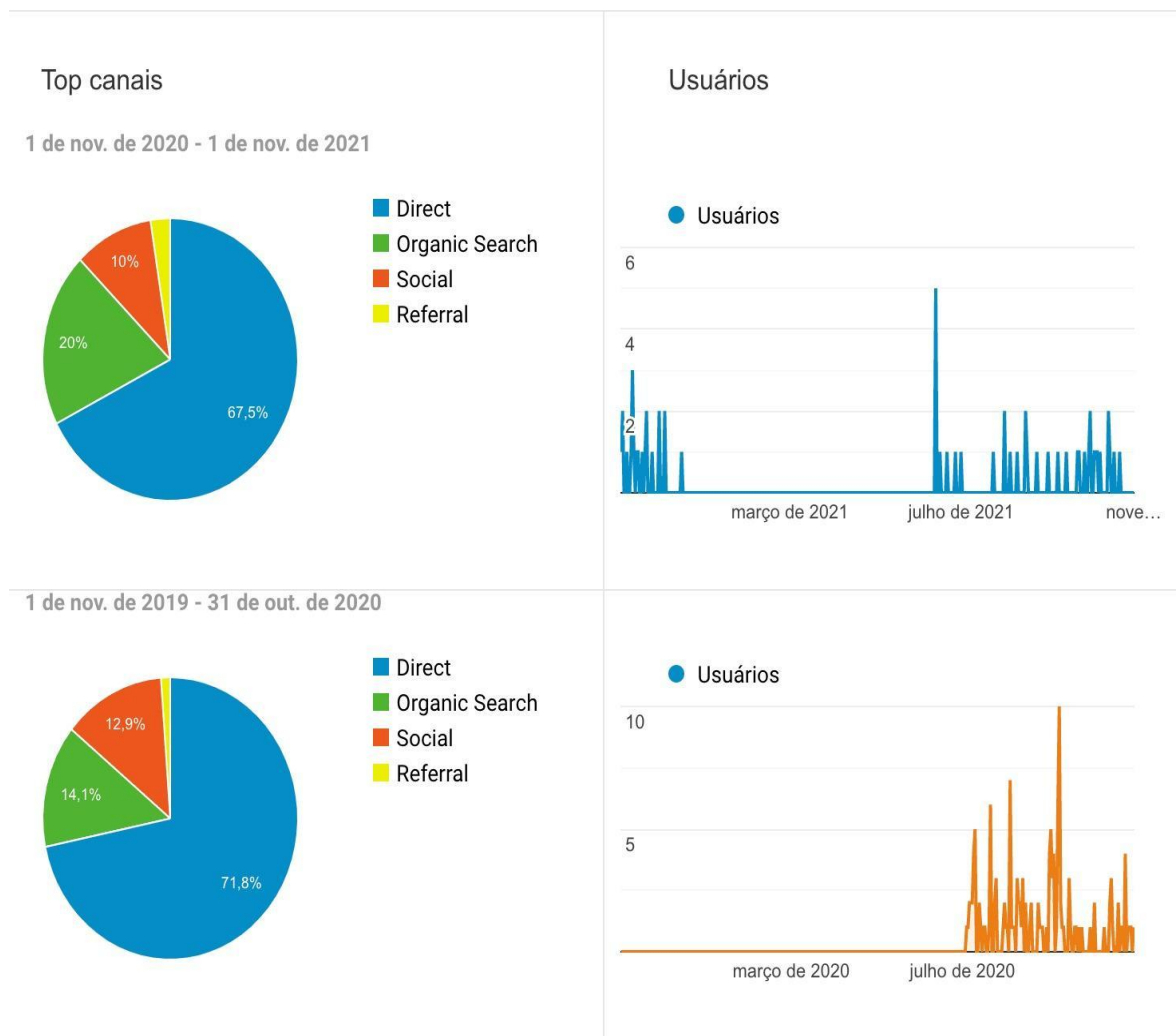 Top canais
Usuários
1 de nov. de 2020 - 1 de nov. de 2021
Direct
Organic Search
Social
Referral
10%
20%
67,5%
Usuários
6
4
2
março de 2021
julho de 2021
nove…
1 de nov. de 2019 - 31 de out. de 2020
Direct
Organic Search
Social
Referral
12,9%
14,1%
71,8%
Usuários
10
5
março de 2020
julho de 2020